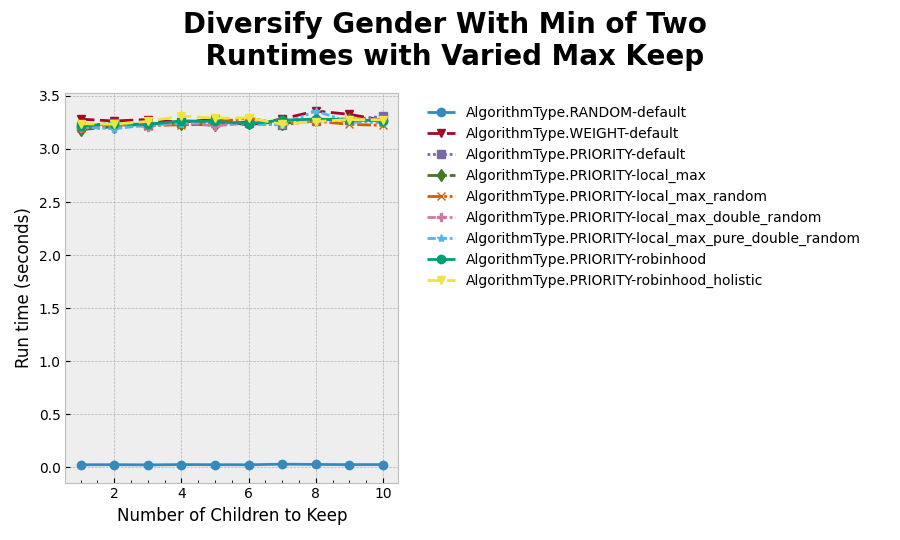 Diversify Gender With Min of Two
Runtimes with Varied Max Keep
3.5
3.0
2.5
2.0
1.5
1.0
0.5
0.0
Run time (seconds)
2
4
6
8
10
Number of Children to Keep
AlgorithmType.RANDOM-default
AlgorithmType.WEIGHT-default
AlgorithmType.PRIORITY-default
AlgorithmType.PRIORITY-local_max
AlgorithmType.PRIORITY-local_max_random
AlgorithmType.PRIORITY-local_max_double_random
AlgorithmType.PRIORITY-local_max_pure_double_random
AlgorithmType.PRIORITY-robinhood
AlgorithmType.PRIORITY-robinhood_holistic